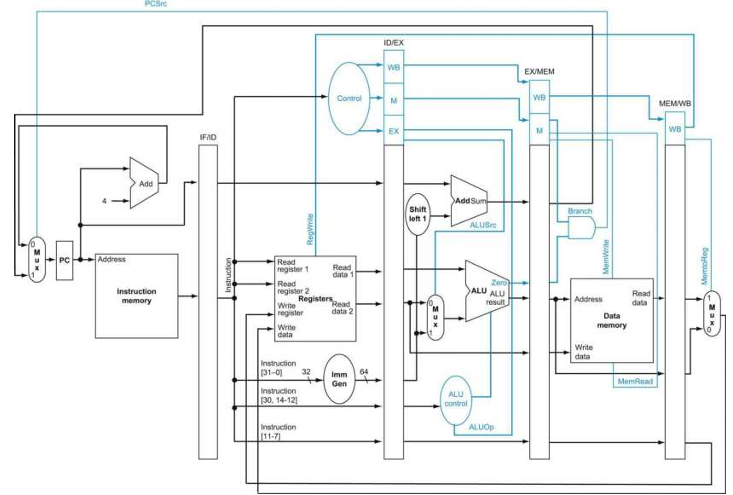 PCSrc
ID/EX
WB
EX/MEM
Control
M
WB
MEM/WB
IF/ID
EX
M
WB
Add
4
Add Sum
Shift
left 1
Branch
ALUSrc
RegWrite
MemWrite
MemtoReg
0
M
u
x
1
PC
Address
Instruction
memory
Instruction
Read
register 1
Read
data 1
Read
register 2
Registers
Write
register
Read
data 2
Write
data
0
M
u
x
1
Zero
ALU
ALU
result
Address
Read
data
Data
memory
Write
data
1
M
u
x
0
MemRead
Instruction
[31–0]
32
Imm
Gen
64
Instruction
[30, 14-12]
ALU
control
Instruction
[11-7]
ALUOp